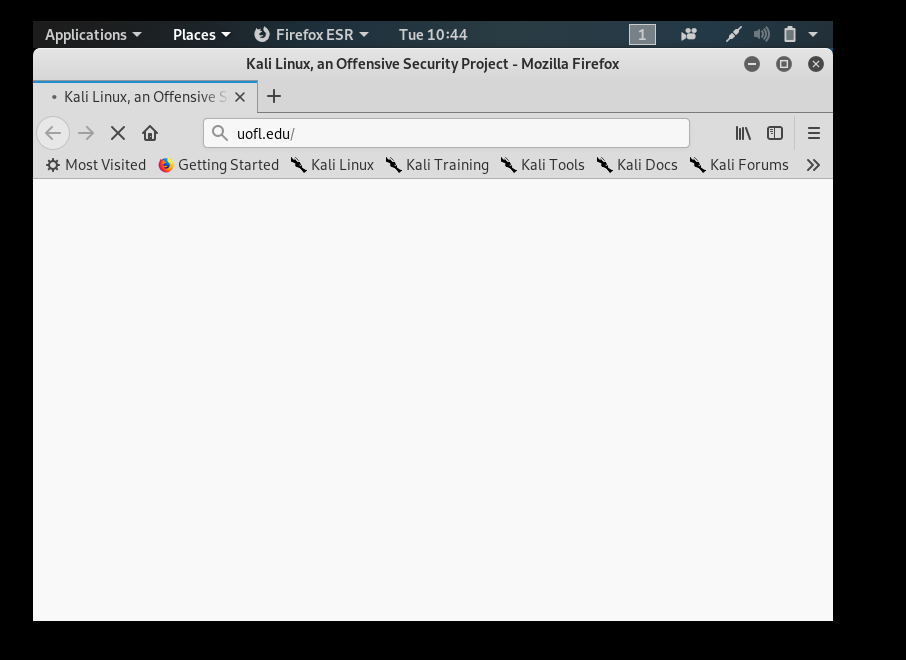 Applications Places Firefox ESR Tue 10:44 1
Kali Linux, an Offensive Security Project - Mozilla Firefox
• Kali Linux, an Offensive S
uofl.edu/
Most Visited Getting Started Kali Linux Kali Training Kali Tools Kali Docs Kali Forums